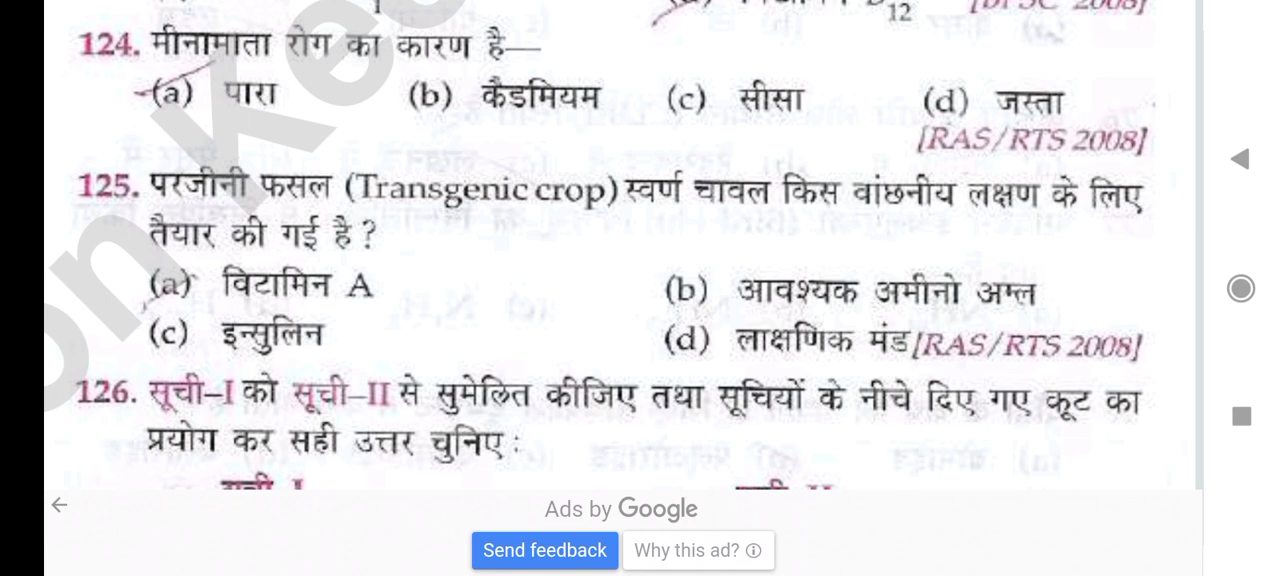 12
124. मीनामाता रोग का कारण है—
(a) पारा (b) कैडमियम (c) सीसा (d) जस्ता
[RAS/RTS 2008]
125. परजीनी फसल (Transgenic crop) स्वर्ण चावल किस वांछनीय लक्षण के लिए
तैयार की गई है ?
(a) विटामिन A (b) आवश्यक अमीनो अम्ल
(c) इन्सुलिन (d) लाक्षणिक मंड [RAS/RTS 2008]
126. सूची–I को सूची–II से सुमेलित कीजिए तथा सूचियों के नीचे दिए गए कूट का
प्रयोग कर सही उत्तर चुनिए :
Ads by Google
Send feedback Why this ad?